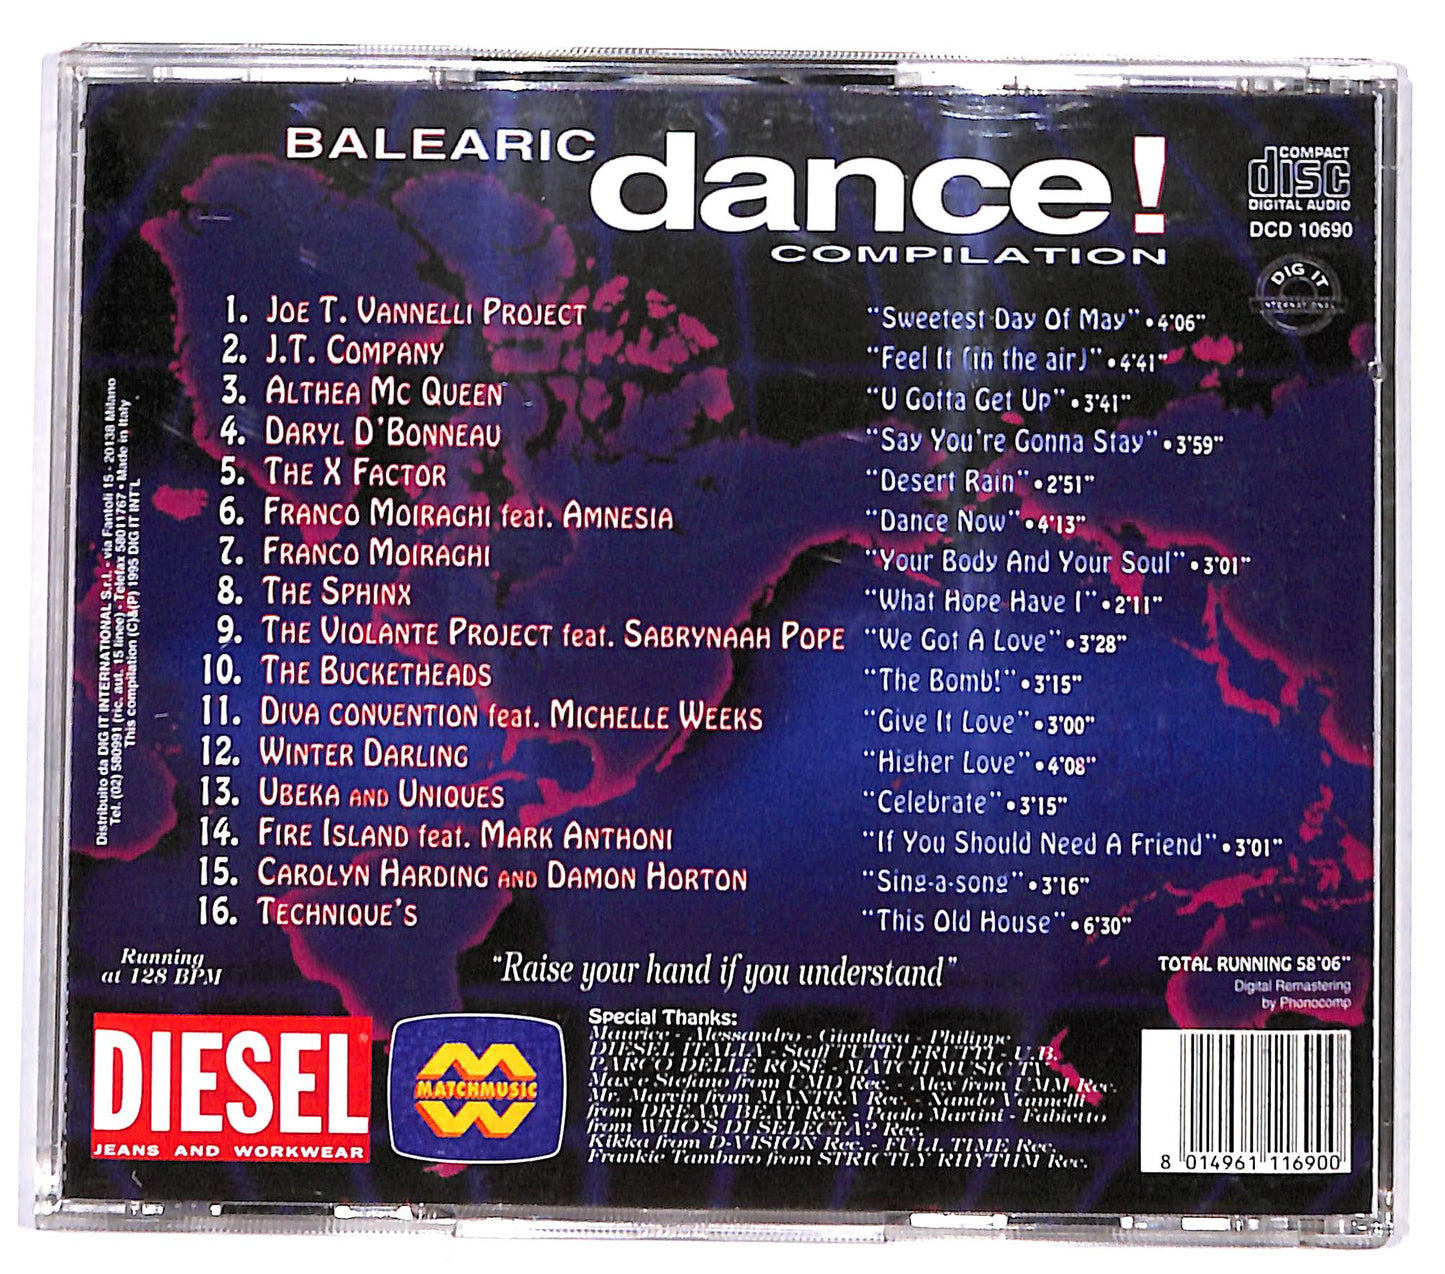 BALEARIC
dance!
COMPILATION
COMPACT
disc
DIGITAL AUDIO
DCD 10690
DIG IT
INTERNATIONAL
1. JOE T. VANNELLI PROJECT "Sweetest Day Of May" • 4'06"
2. J.T. COMPANY "Feel It (in the air)" • 4'41"
3. ALTHEA MC QUEEN "U Gotta Get Up" • 3'41"
4. DARYL D'BONNEAU "Say You're Gonna Stay" • 3'59"
5. THE X FACTOR "Desert Rain" • 2'51"
6. FRANCO MOIRAGHI feat. AMNESIA "Dance Now" • 4'13"
7. FRANCO MOIRAGHI "Your Body And Your Soul" • 3'01"
8. THE SPHINX "What Hope Have I" • 2'11"
9. THE VIOLANTE PROJECT feat. SABRYNAAH POPE "We Got A Love" • 3'28"
10. THE BUCKETHEADS "The Bomb!" • 3'15"
11. DIVA CONVENTION feat. MICHELLE WEEKS "Give It Love" • 3'00"
12. WINTER DARLING "Higher Love" • 4'08"
13. UBEKA AND UNIQUES "Celebrate" • 3'15"
14. FIRE ISLAND feat. MARK ANTHONI "If You Should Need A Friend" • 3'01"
15. CAROLYN HARDING AND DAMON HORTON "Sing-a-song" • 3'16"
16. TECHNIQUE'S "This Old House" • 6'30"
Distribuito da DIG IT INTERNATIONAL S.r.l. - via Fantoli 15 - 20138 Milano
Tel. (02) 580991 (ric. aut. 15 linee) • Telefax 58011767 • Made in Italy
This compilation (C)&(P) 1995 DIG IT INT'L
Running
at 128 BPM
"Raise your hand if you understand"
TOTAL RUNNING 58'06"
Digital Remastering
by Phonocomp
DIESEL
JEANS AND WORKWEAR
MATCHMUSIC
Special Thanks:
Maurice - Alessandro - Gianluca - Philippe
DIESEL ITALIA - Staff TUTTI FRUTTI - U.B.
PARCO DELLE ROSE - MATCH MUSIC TV
Max e Stefano from UMD Rec. - Alex from UMM Rec.
Mr. Marvin from MANTRA Rec. - Nando Vannelli
from DREAM BEAT Rec. - Paolo Martini - Fabietto
from WHO'S DI SELECTA? Rec.
Kikka from D-VISION Rec. - FULL TIME Rec.
Frankie Tamburo from STRICTLY RHYTHM Rec.
8 014961 116900